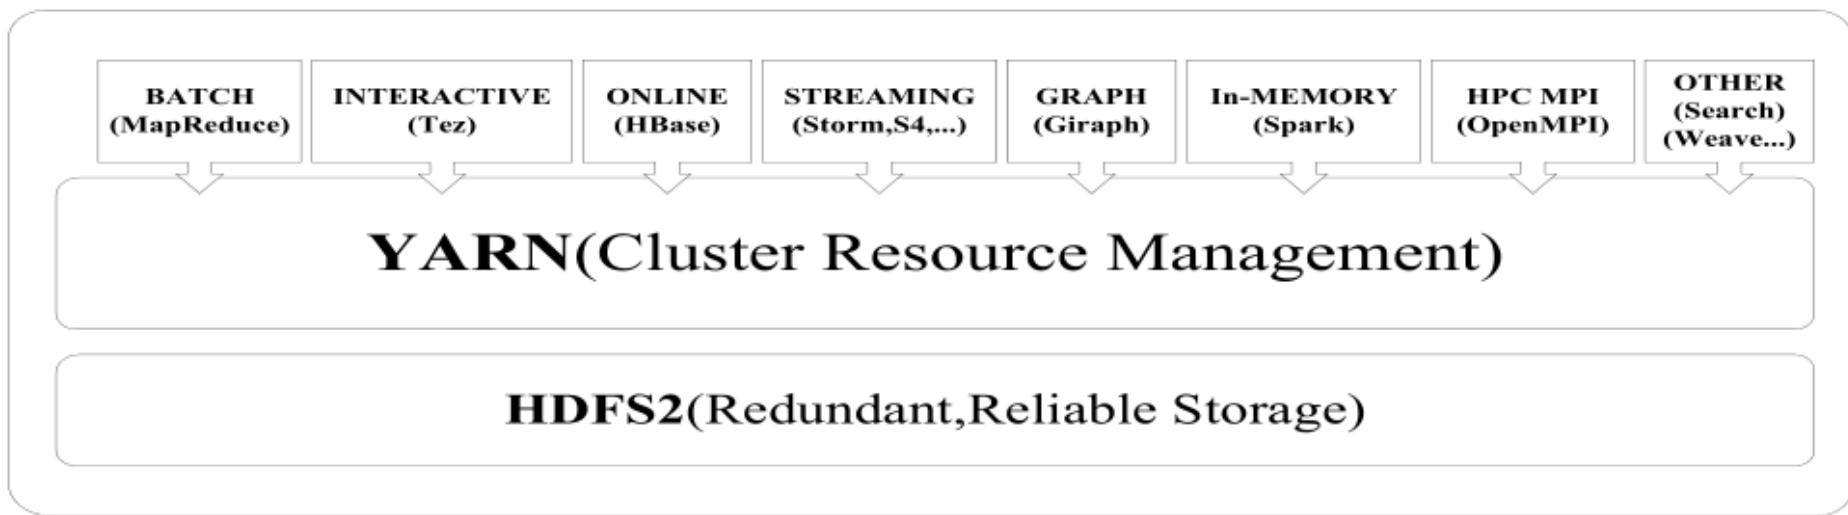 BATCH
(MapReduce)
INTERACTIVE
(Tez)
ONLINE
(HBase)
STREAMING
(Storm,S4,...)
GRAPH
(Giraph)
In-MEMORY
(Spark)
HPC MPI
(OpenMPI)
OTHER
(Search)
(Weave...)
YARN(Cluster Resource Management)
HDFS2(Redundant,Reliable Storage)